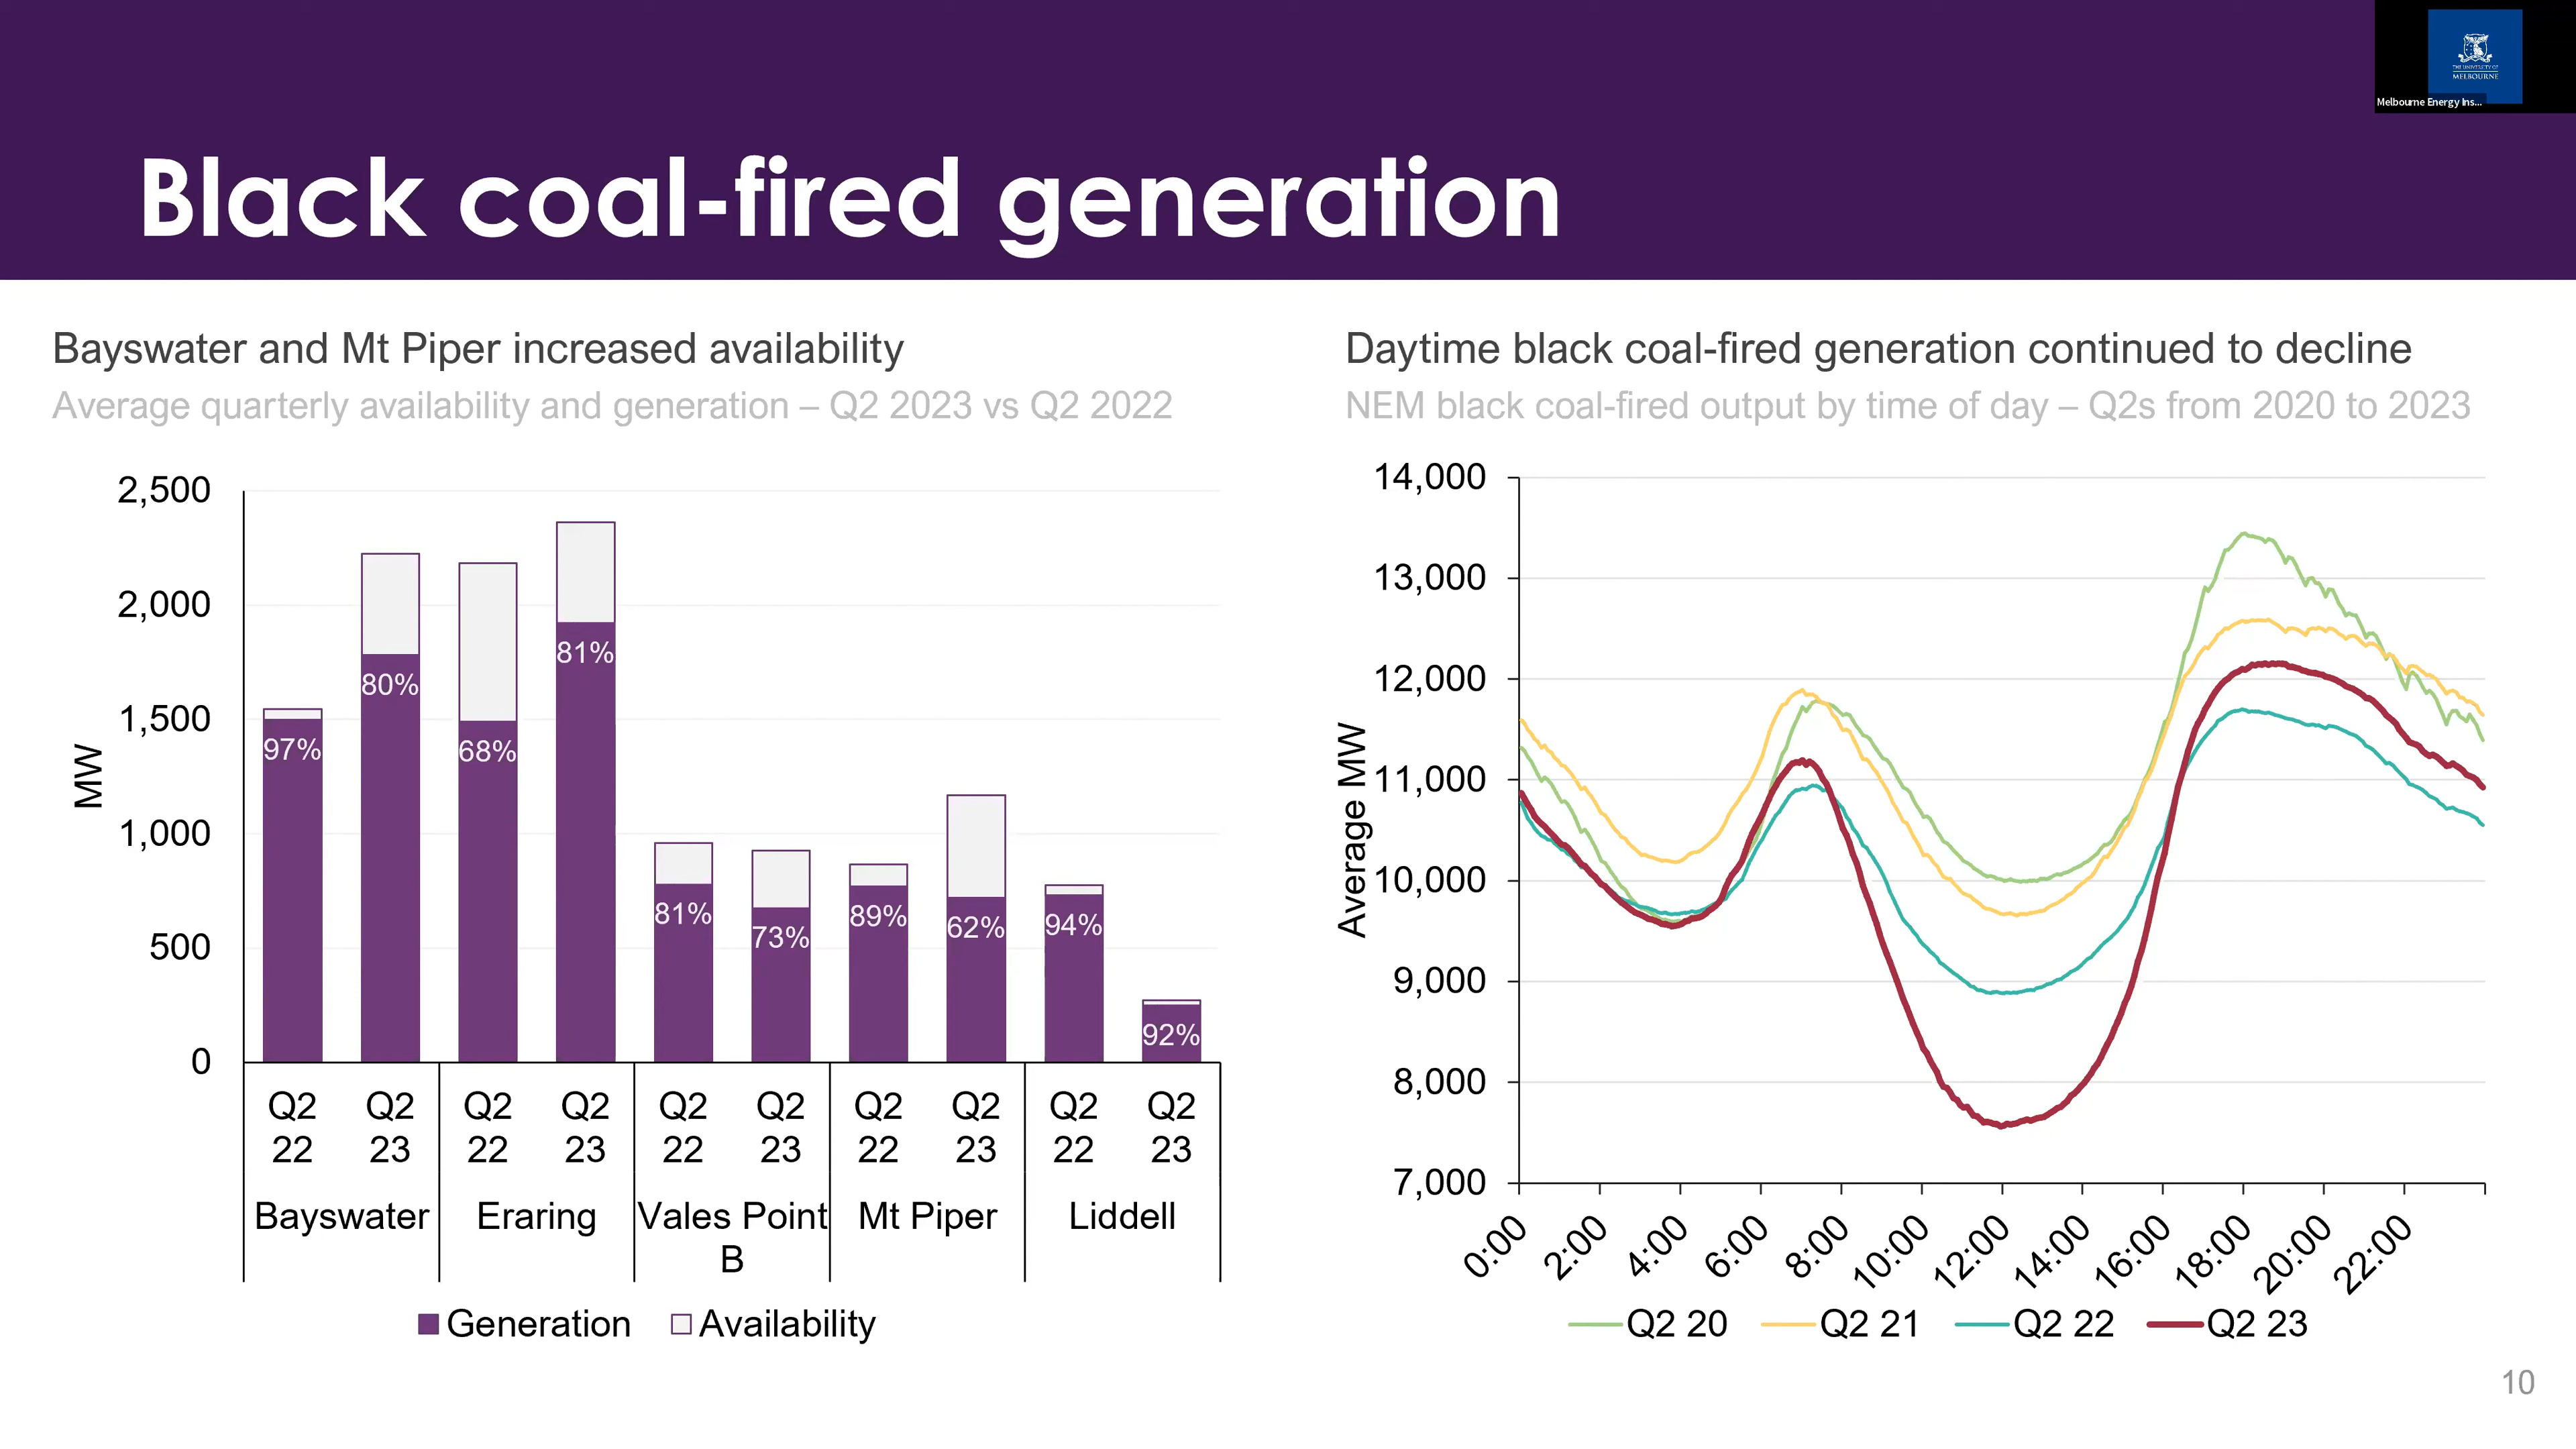 THE UNIVERSITY OF
MELBOURNE
Melbourne Energy Ins...
Black coal-fired generation
Bayswater and Mt Piper increased availability
Average quarterly availability and generation – Q2 2023 vs Q2 2022
MW
2,500
2,000
1,500
1,000
500
0
97%
80%
68%
81%
81%
73%
89%
62%
94%
92%
Q2 Q2 Q2 Q2 Q2 Q2 Q2 Q2 Q2 Q2
22 23 22 23 22 23 22 23 22 23
Bayswater Eraring Vales Point Mt Piper Liddell
B
Generation Availability
Daytime black coal-fired generation continued to decline
NEM black coal-fired output by time of day – Q2s from 2020 to 2023
Average MW
14,000
13,000
12,000
11,000
10,000
9,000
8,000
7,000
0:00 2:00 4:00 6:00 8:00 10:00 12:00 14:00 16:00 18:00 20:00 22:00
Q2 20 Q2 21 Q2 22 Q2 23
10